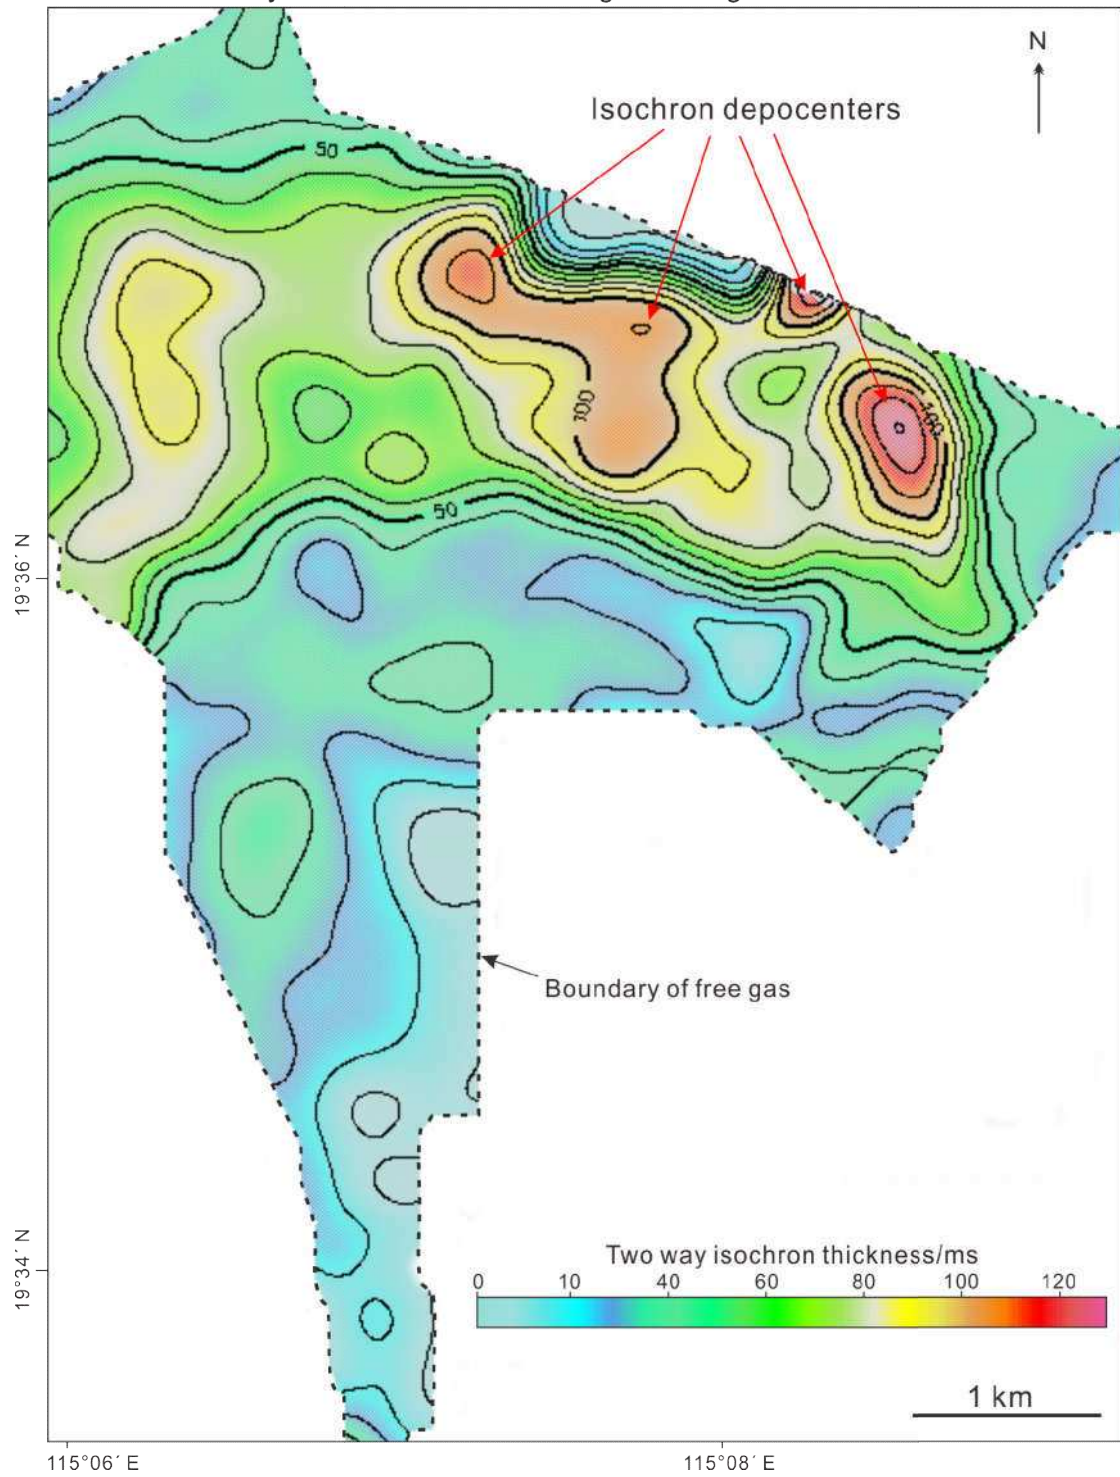 N
Isochron depocenters
50
100
100
50
19°36′ N
Boundary of free gas
19°34′ N
Two way isochron thickness/ms
0 10 40 60 80 100 120
1 km
115°06′ E 115°08′ E